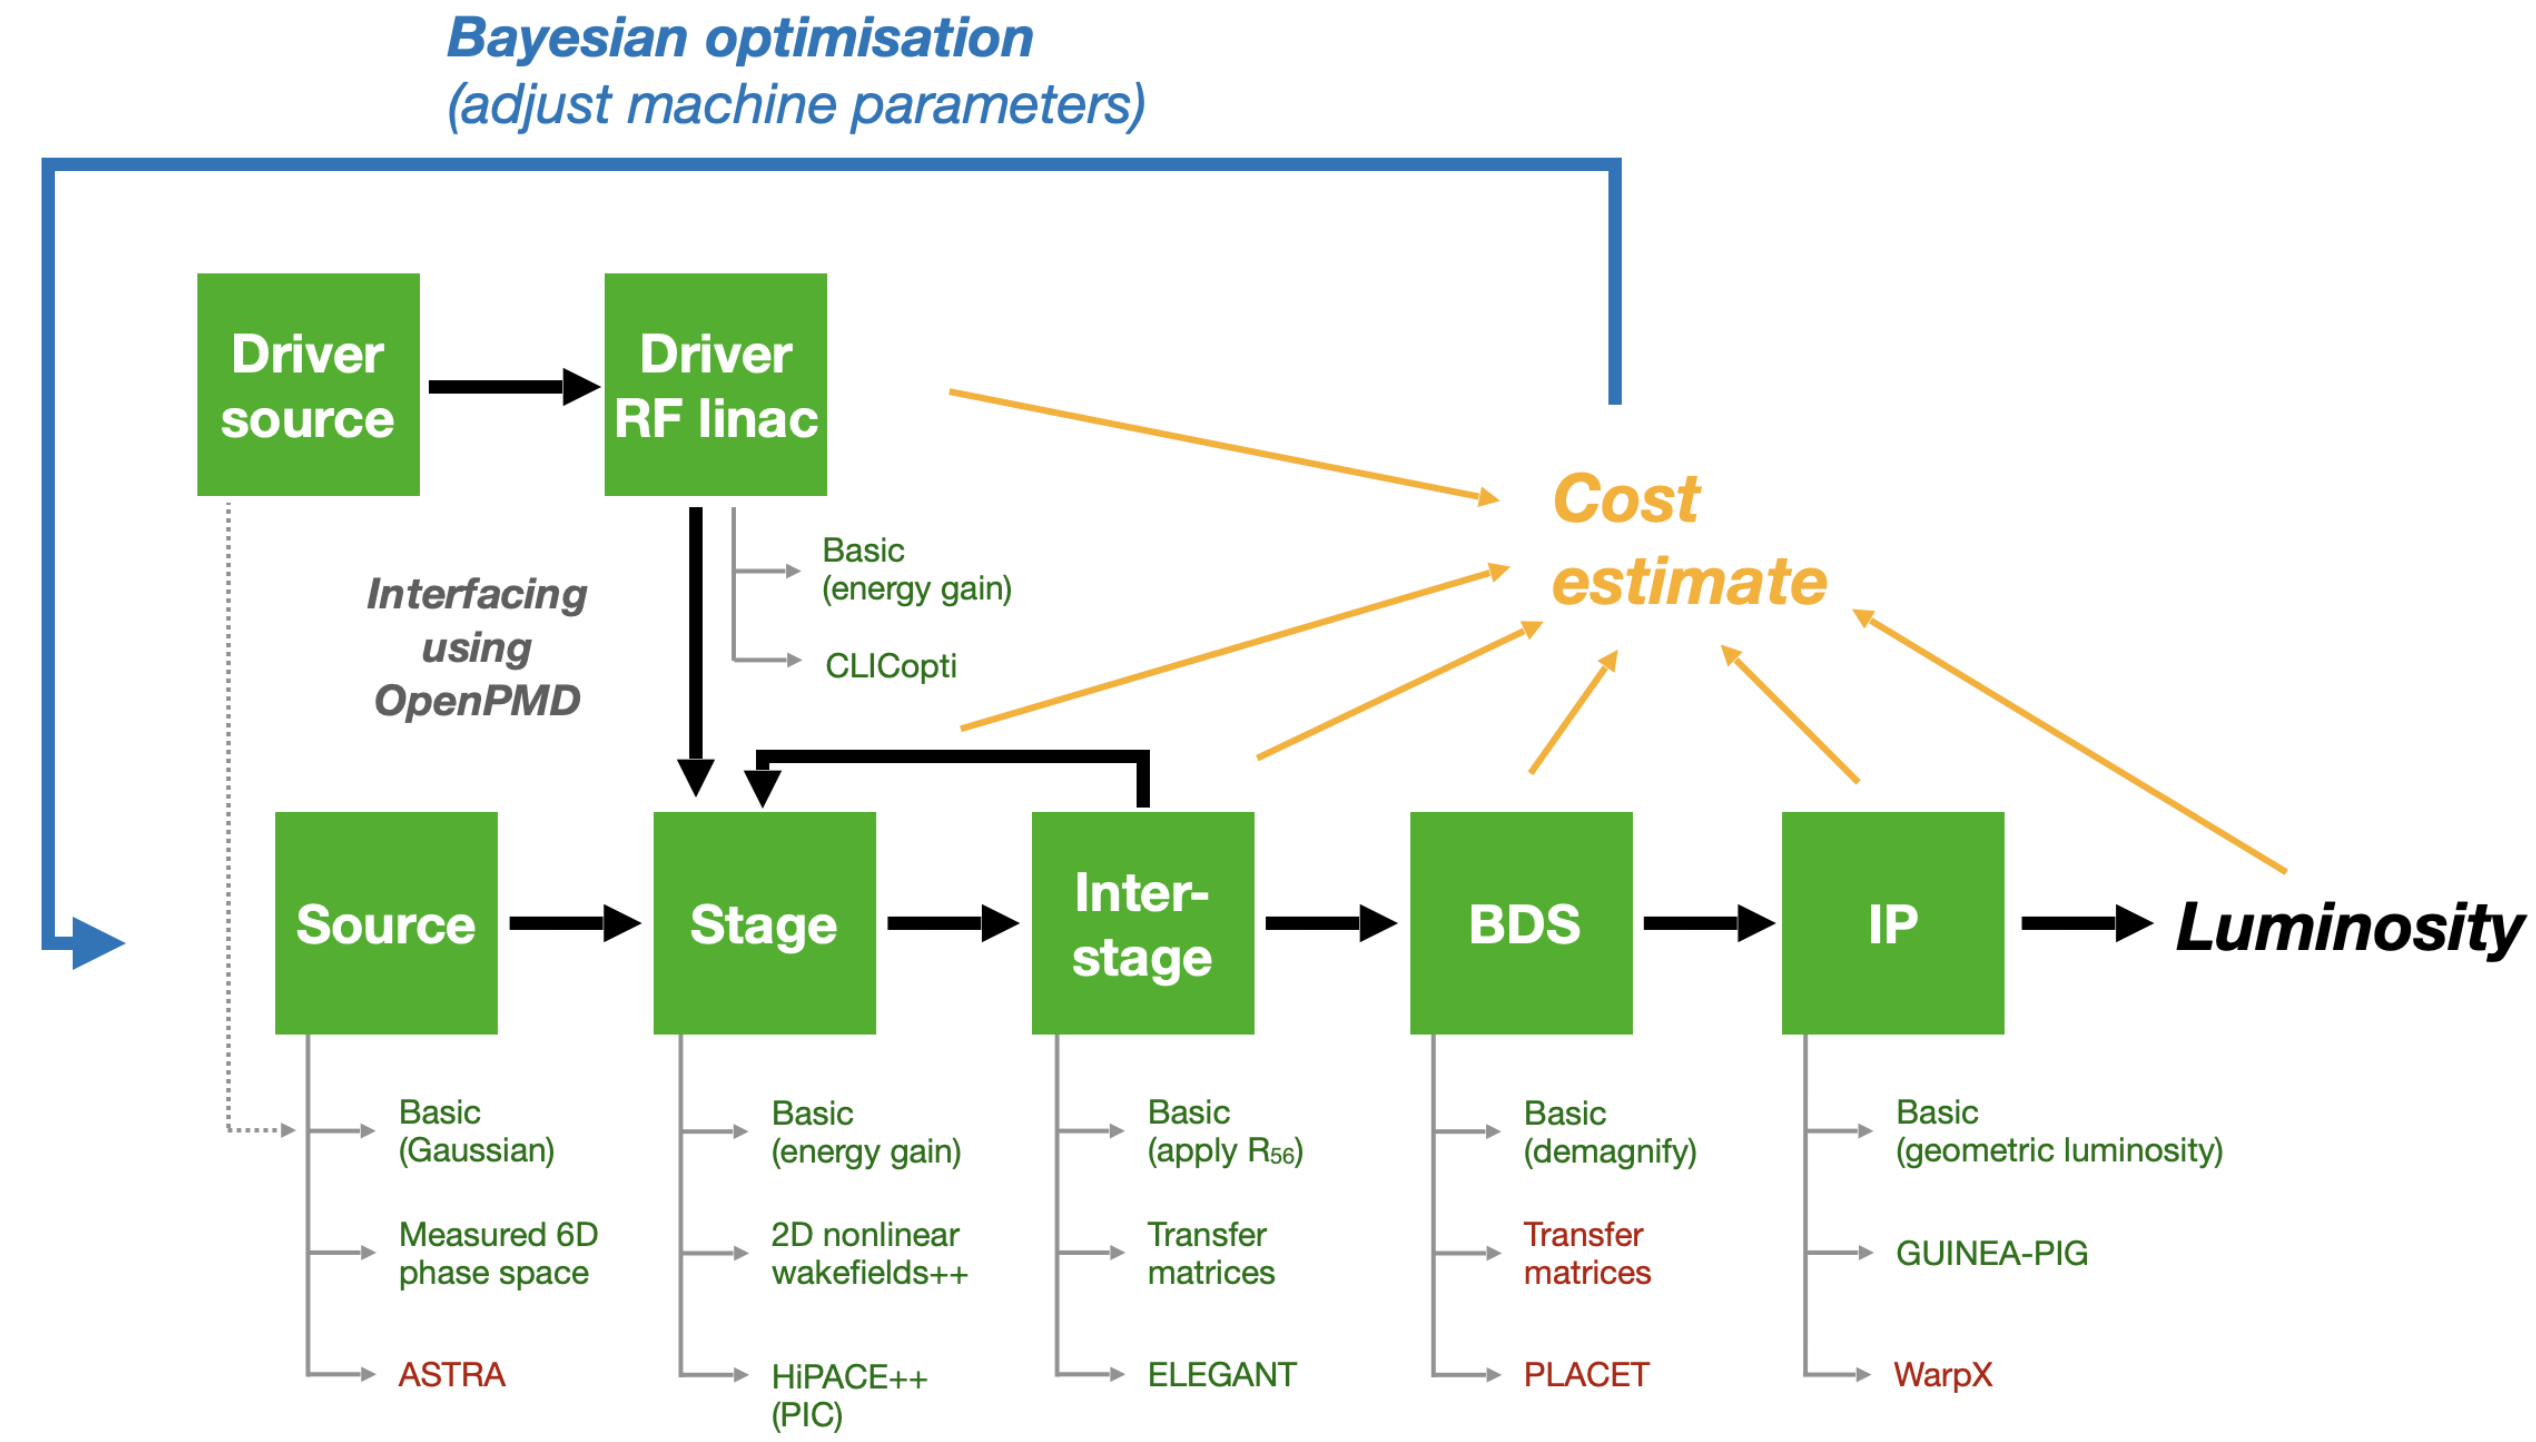 Bayesian optimisation
(adjust machine parameters)
Driver
source
Driver
RF linac
Basic
(energy gain)
CLICopti
Interfacing
using
OpenPMD
Cost
estimate
Source
Stage
Inter-
stage
BDS
IP
Luminosity
Basic
(Gaussian)
Measured 6D
phase space
ASTRA
Basic
(energy gain)
2D nonlinear
wakefields++
HiPACE++
(PIC)
Basic
(apply R₅₆)
Transfer
matrices
ELEGANT
Basic
(demagnify)
Transfer
matrices
PLACET
Basic
(geometric luminosity)
GUINEA-PIG
WarpX